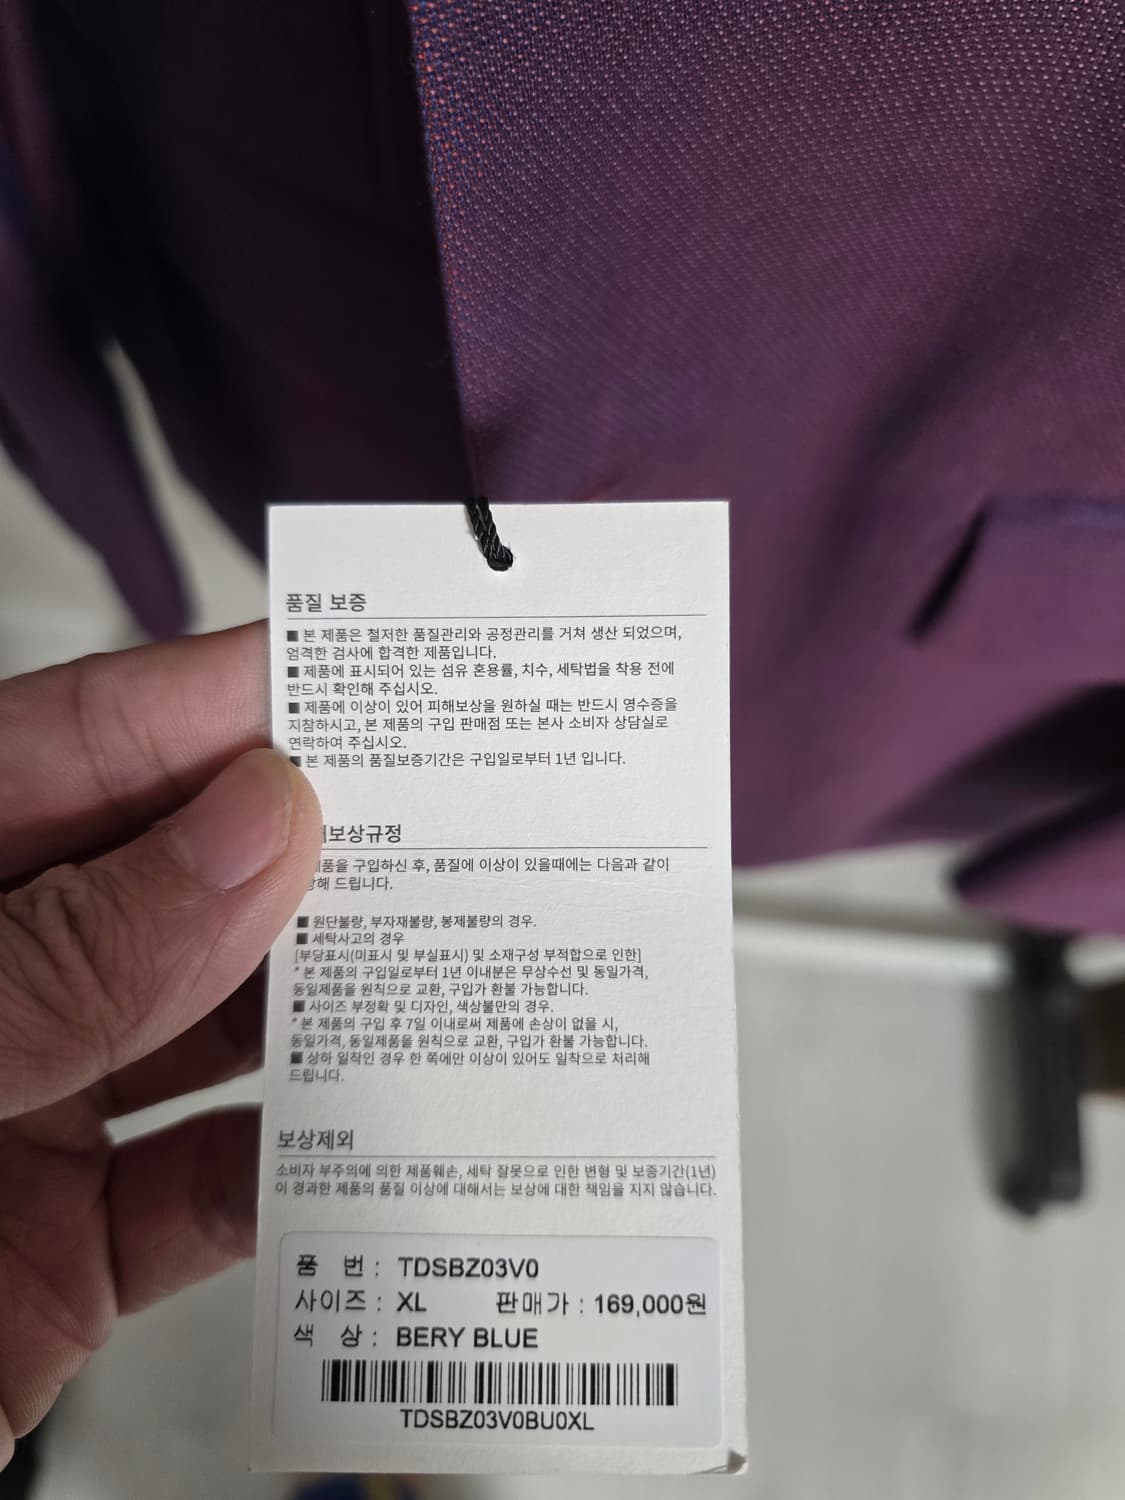 품질 보증
■ 본 제품은 철저한 품질관리와 공정관리를 거쳐 생산 되었으며,
엄격한 검사에 합격한 제품입니다.
■ 제품에 표시되어 있는 섬유 혼용률, 치수, 세탁법을 착용 전에
반드시 확인해 주십시오.
■ 제품에 이상이 있어 피해보상을 원하실 때는 반드시 영수증을
지참하시고, 본 제품의 구입 판매점 또는 본사 소비자 상담실로
연락하여 주십시오.
■ 본 제품의 품질보증기간은 구입일로부터 1년 입니다.
보상규정
구입하신 후, 품질에 이상이 있을때에는 다음과 같이
드립니다.
■ 원단불량, 부자재불량, 봉제불량의 경우.
■ 세탁사고의 경우
[부당표시(미표시 및 부실표시) 및 소재구성 부적합으로 인한]
* 본 제품의 구입일로부터 1년 이내분은 무상수선 및 동일가격,
동일제품을 원칙으로 교환, 구입가 환불 가능합니다.
■ 사이즈 부정확 및 디자인, 색상불만의 경우.
* 본 제품의 구입 후 7일 이내로써 제품에 손상이 없을 시,
동일가격, 동일제품을 원칙으로 교환, 구입가 환불 가능합니다.
■ 상하 일착인 경우 한 쪽에만 이상이 있어도 일착으로 처리해
드립니다.
보상제외
소비자 부주의에 의한 제품훼손, 세탁 잘못으로 인한 변형 및 보증기간(1년)
이 경과한 제품의 품질 이상에 대해서는 보상에 대한 책임을 지지 않습니다.
품 번 : TDSBZ03V0
사이즈 : XL 판매가 : 169,000원
색 상 : BERY BLUE
TDSBZ03V0BU0XL